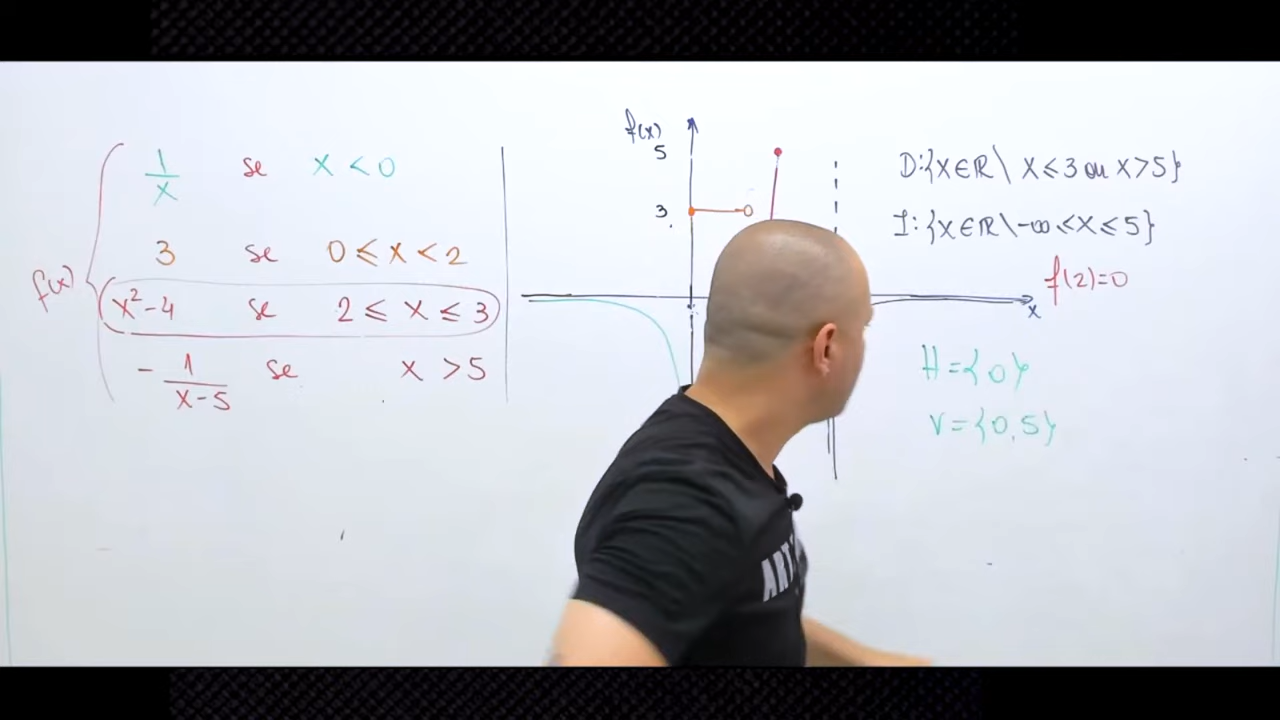 1/x se x < 0
3 se 0 ≤ x < 2
f(x) {
x²-4 se 2 ≤ x ≤ 3
- 1/(x-5) se x > 5
f(x)
5
3
x
D:{x∈ℝ\ x≤3 ou x>5}
I:{x∈ℝ\-∞<x≤5}
f(2)=0
H={0}
V={0,5}
ART